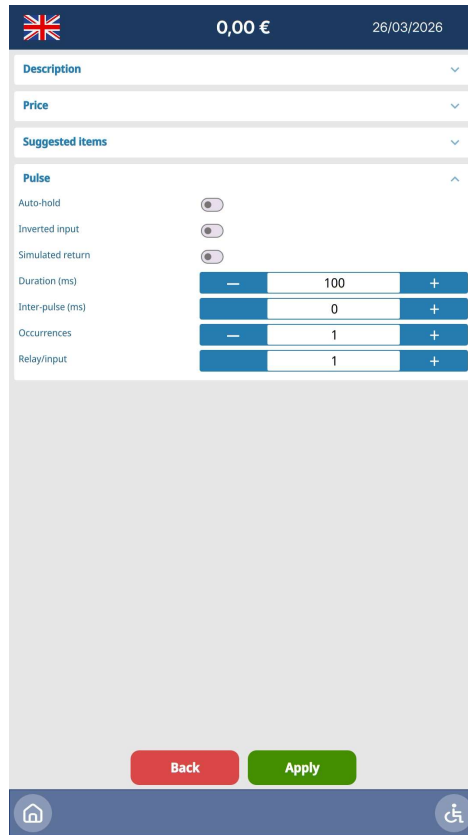 0,00 € 26/03/2026
Description
Price
Suggested items
Pulse
Auto-hold
Inverted input
Simulated return
Duration (ms) — 100 +
Inter-pulse (ms) 0 +
Occurrences — 1 +
Relay/input 1 +
Back Apply